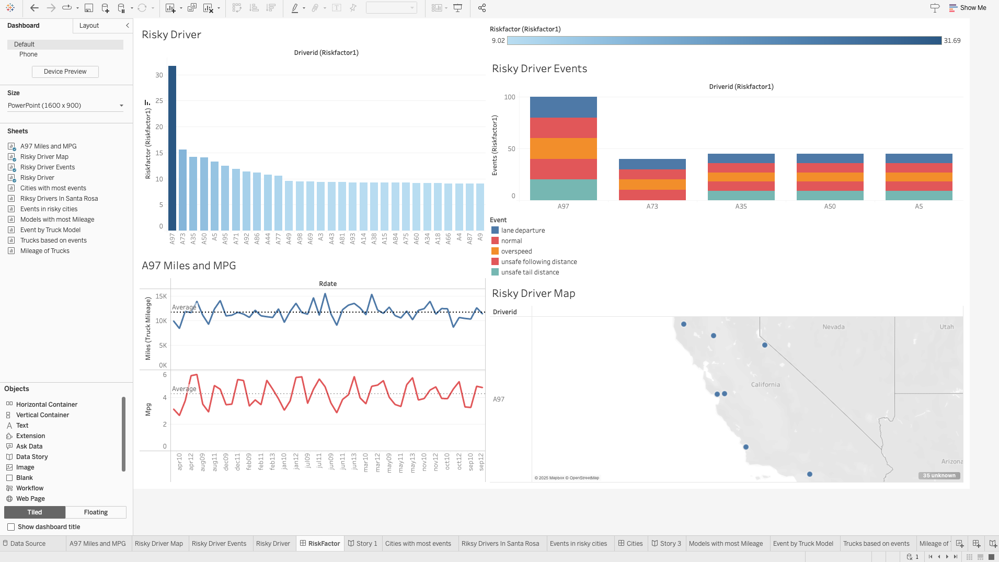 Show Me
Dashboard
Layout
Default
Phone
Device Preview
Size
PowerPoint (1600 x 900)
Sheets
A97 Miles and MPG
Risky Driver Map
Risky Driver Events
Risky Driver
Cities with most events
Riksy Drivers In Santa Rosa
Events in risky cities
Models with most Mileage
Event by Truck Model
Trucks based on events
Mileage of Trucks
Objects
Horizontal Container
Vertical Container
Text
Extension
Ask Data
Data Story
Image
Blank
Workflow
Web Page
Tiled
Floating
Show dashboard title
Risky Driver
Driverid (Riskfactor1)
Riskfactor (Riskfactor1)
30
25
20
15
10
5
0
A97 A73 A35 A50 A5 A95 A71 A92 A86 A44 A77 A49 A98 A69 A3 A43 A81 A93 A14 A38 A15 A84 A75 A60 A34 A18 A66 A4 A87 A9
A97 Miles and MPG
Rdate
Miles (Truck Mileage)
15K
10K
5K
0K
Average
Mpg
6
4
2
0
Average
apr10 apr12 aug09 aug11 dec09 dec11 feb09 feb11 feb13 jan10 jan12 jul09 jul11 jun09 jun11 jun13 mar10 mar12 may09 may11 may13 nov10 nov12 oct10 oct12 sep10 sep12
Riskfactor (Riskfactor1)
9.02
31.69
Risky Driver Events
Driverid (Riskfactor1)
Events (Riskfactor1)
100
50
0
A97 A73 A35 A50 A5
Event
lane departure
normal
overspeed
unsafe following distance
unsafe tail distance
Risky Driver Map
Driverid
A97
Nevada
Utah
California
Arizona
© 2025 Mapbox © OpenStreetMap
35 unknown
Data Source
A97 Miles and MPG
Risky Driver Map
Risky Driver Events
Risky Driver
RiskFactor
Story 1
Cities with most events
Riksy Drivers In Santa Rosa
Events in risky cities
Cities
Story 3
Models with most Mileage
Event by Truck Model
Trucks based on events
Mileage of T
1